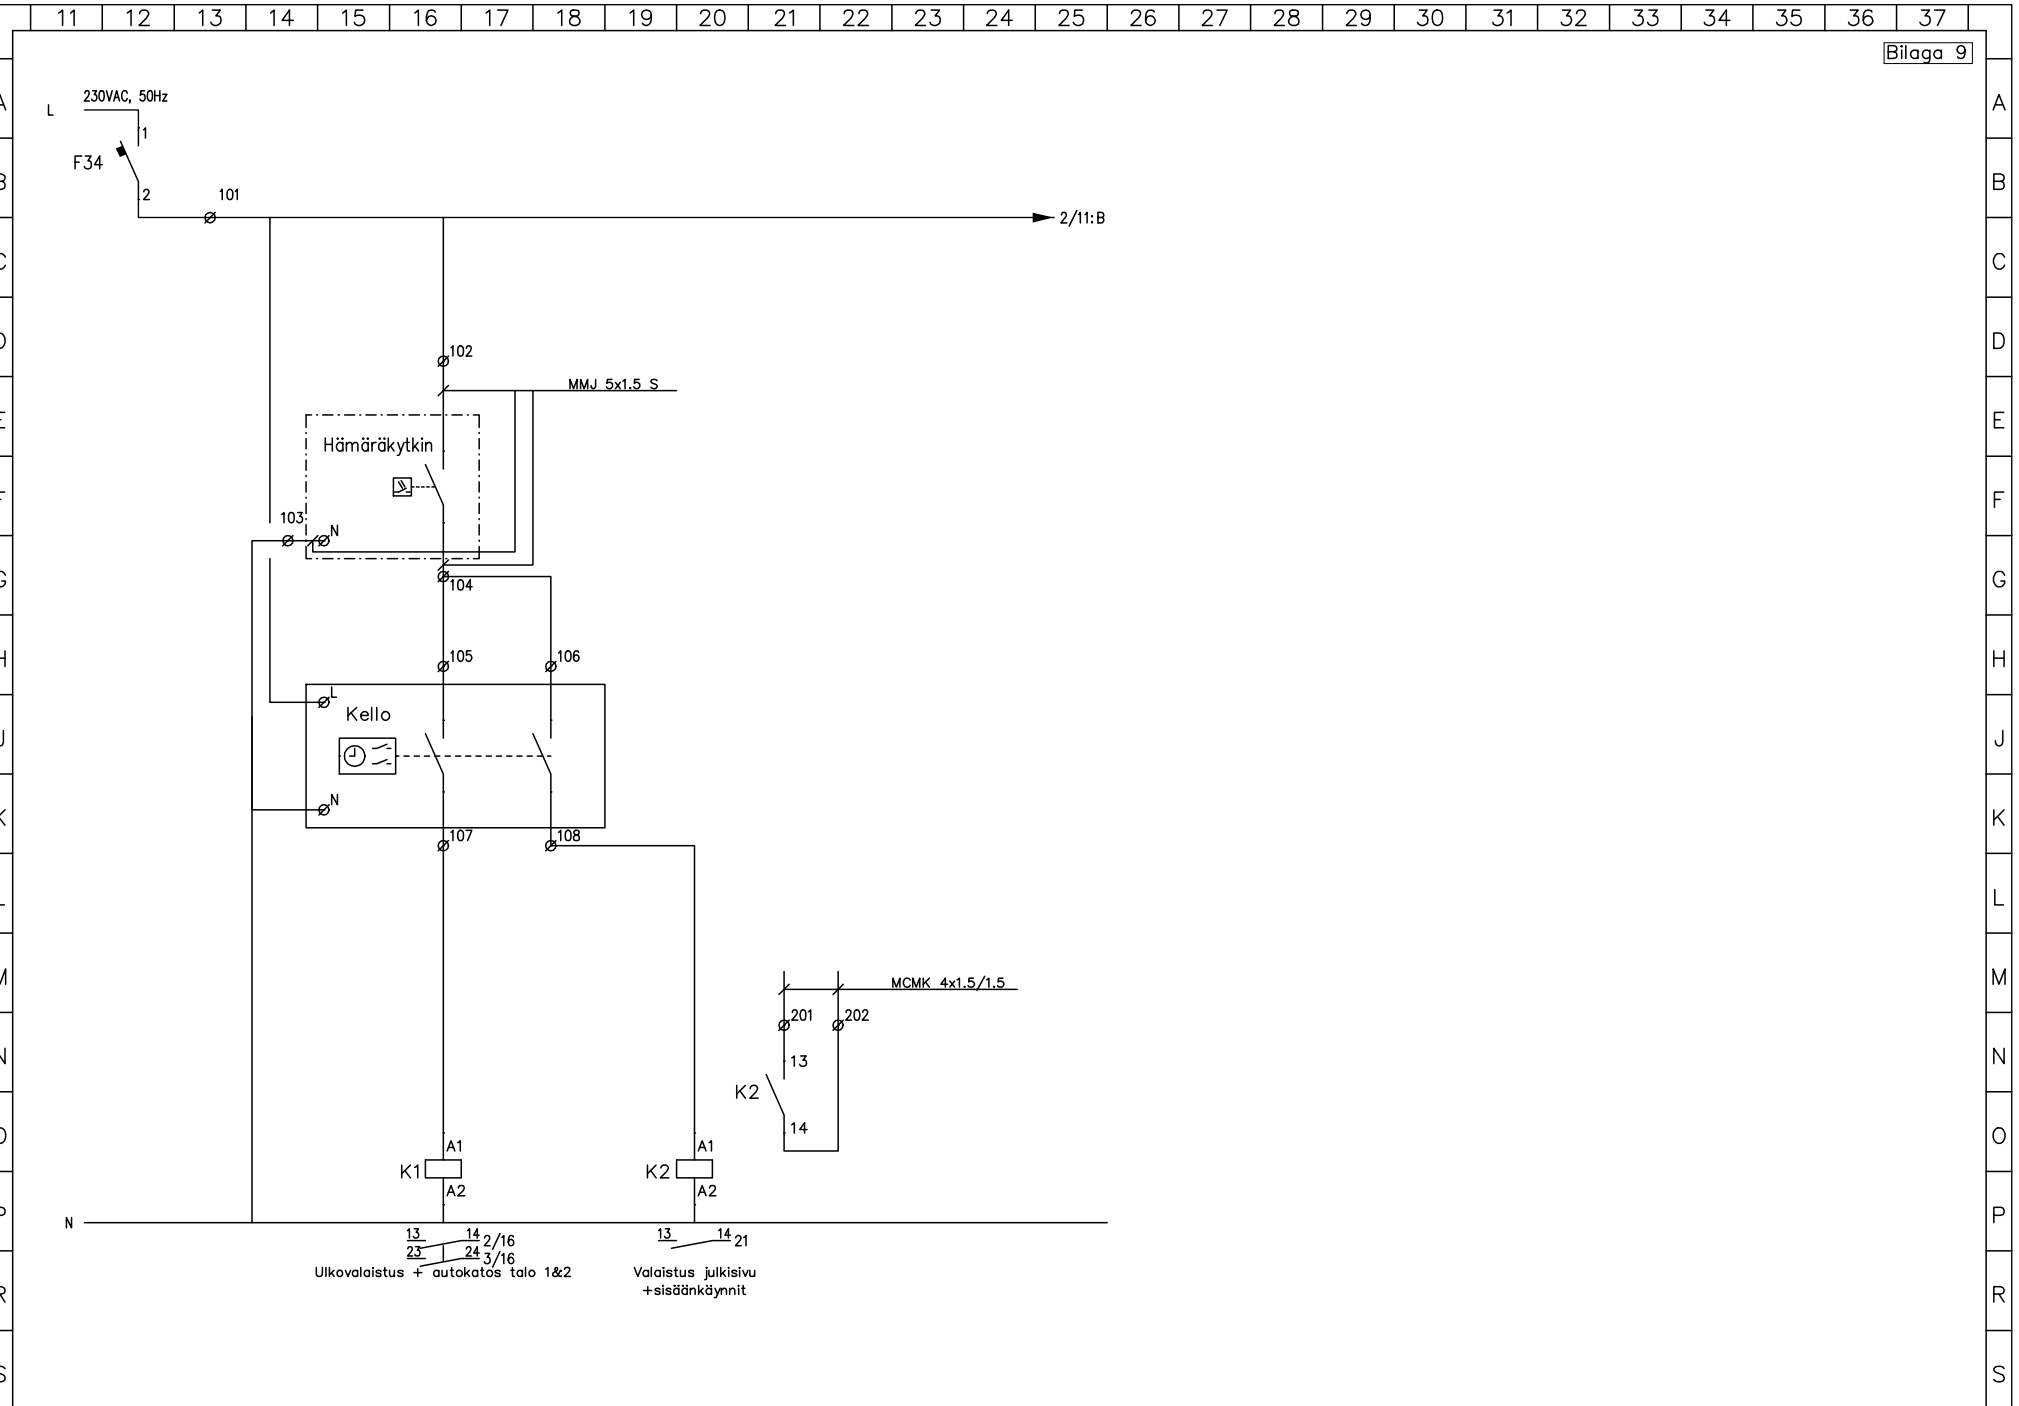 11 12 13 14 15 16 17 18 19 20 21 22 23 24 25 26 27 28 29 30 31 32 33 34 35 36 37
Bilaga 9
A A
230VAC, 50Hz
L
1
F34
B B
2
101
2/11:B
C C
D D
102
MMJ 5x1.5 S
E E
Hämäräkytkin
F F
103
N
G G
104
H H
105 106
L
Kello
J J
N
K K
107 108
L L
M M
MCMK 4x1.5/1.5
201 202
N N
13
K2
14
O O
A1 A1
K1 K2
A2 A2
P P
N
13 14 2/16
23 24 3/16
13 14 21
Ulkovalaistus + autokatos talo 1&2
Valaistus julkisivu
+sisäänkäynnit
R R
S S